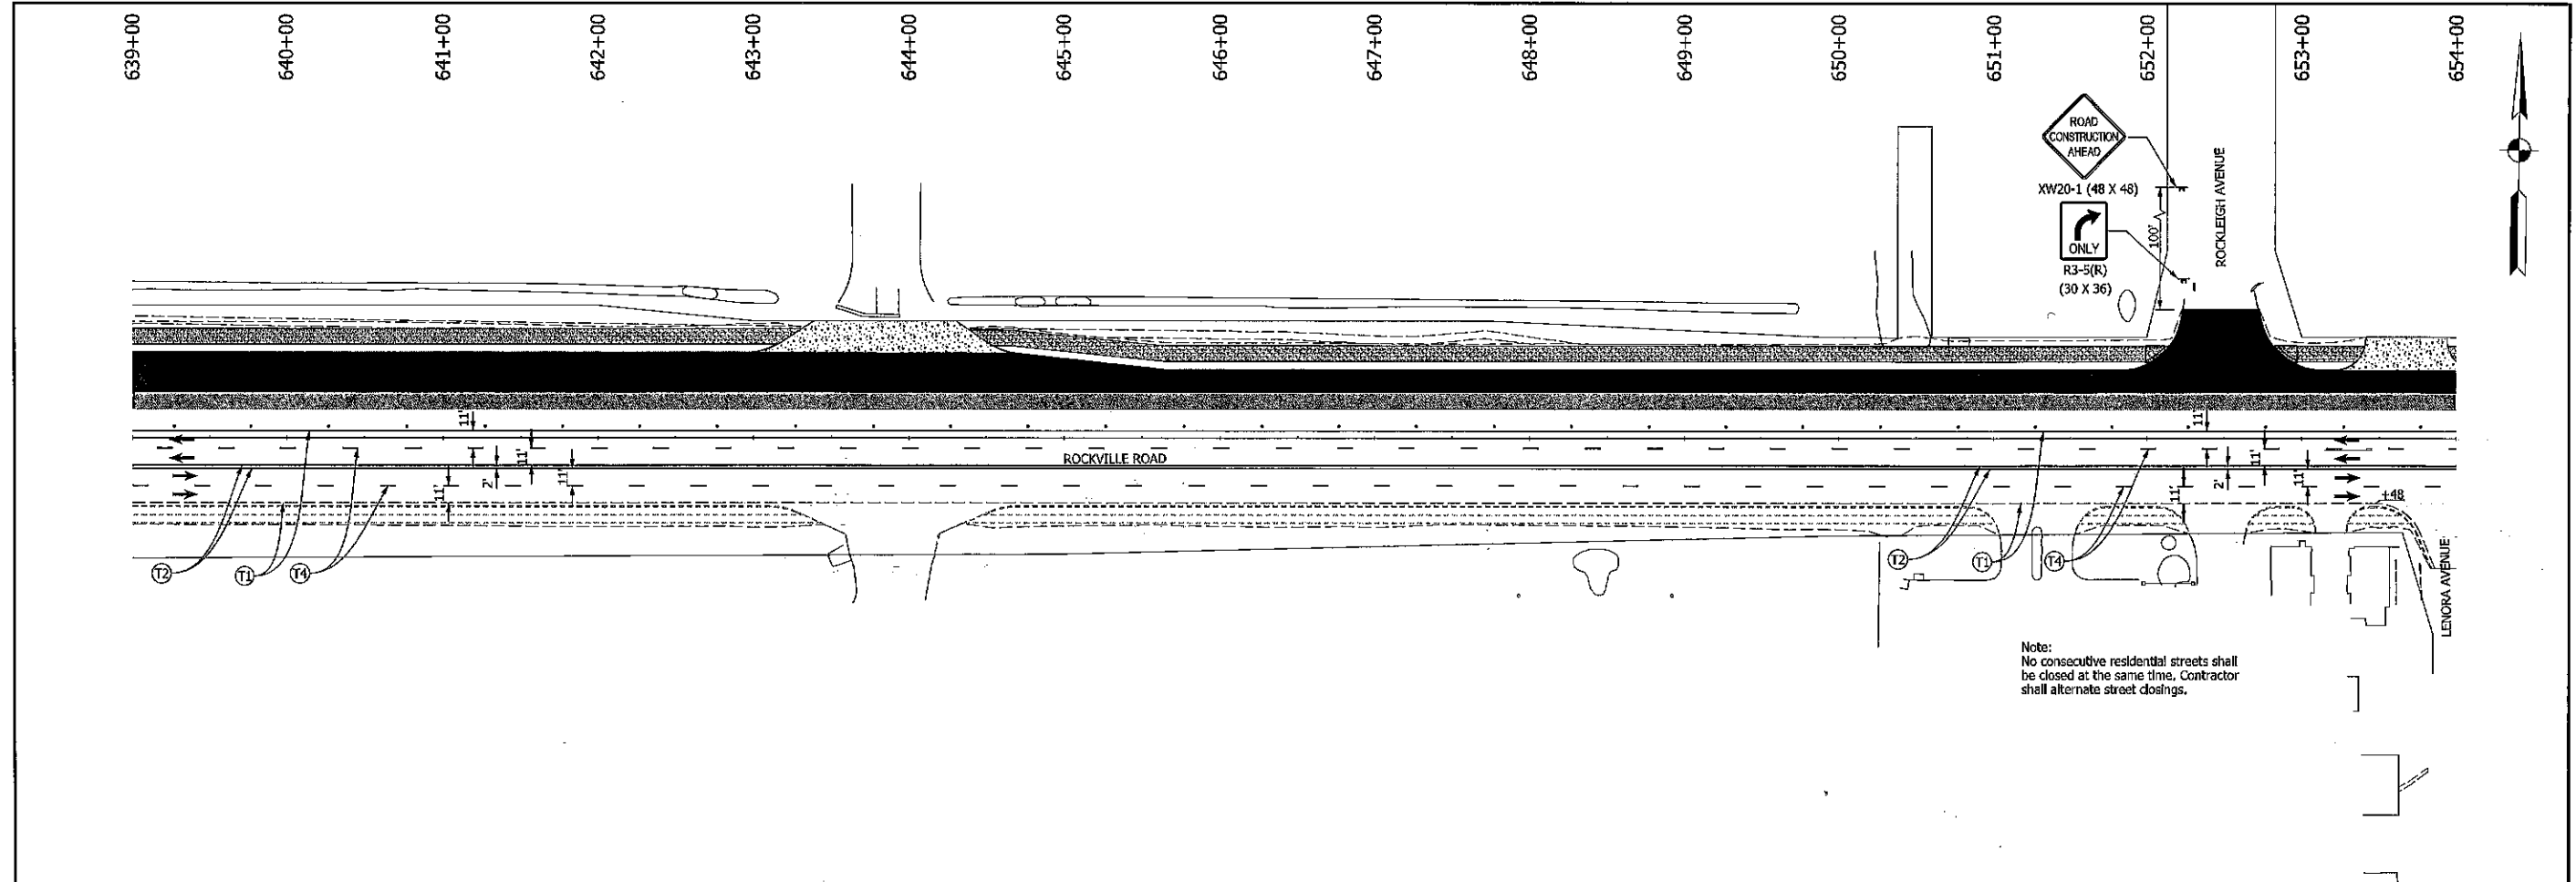 639+00
640+00
641+00
642+00
643+00
644+00
645+00
646+00
647+00
648+00
649+00
650+00
651+00
652+00
653+00
654+00
ROAD
CONSTRUCTION
AHEAD
XW20-1 (48 X 48)
ONLY
R3-5(R)
(30 X 36)
100'
ROCKLEIGH AVENUE
11'
11'
11'
2'
11'
ROCKVILLE ROAD
11'
11'
11'
2'
11'
+48
T2
T1
T4
T2
T1
T4
LENORA AVENUE
Note:
No consecutive residential streets shall
be closed at the same time. Contractor
shall alternate street closings.